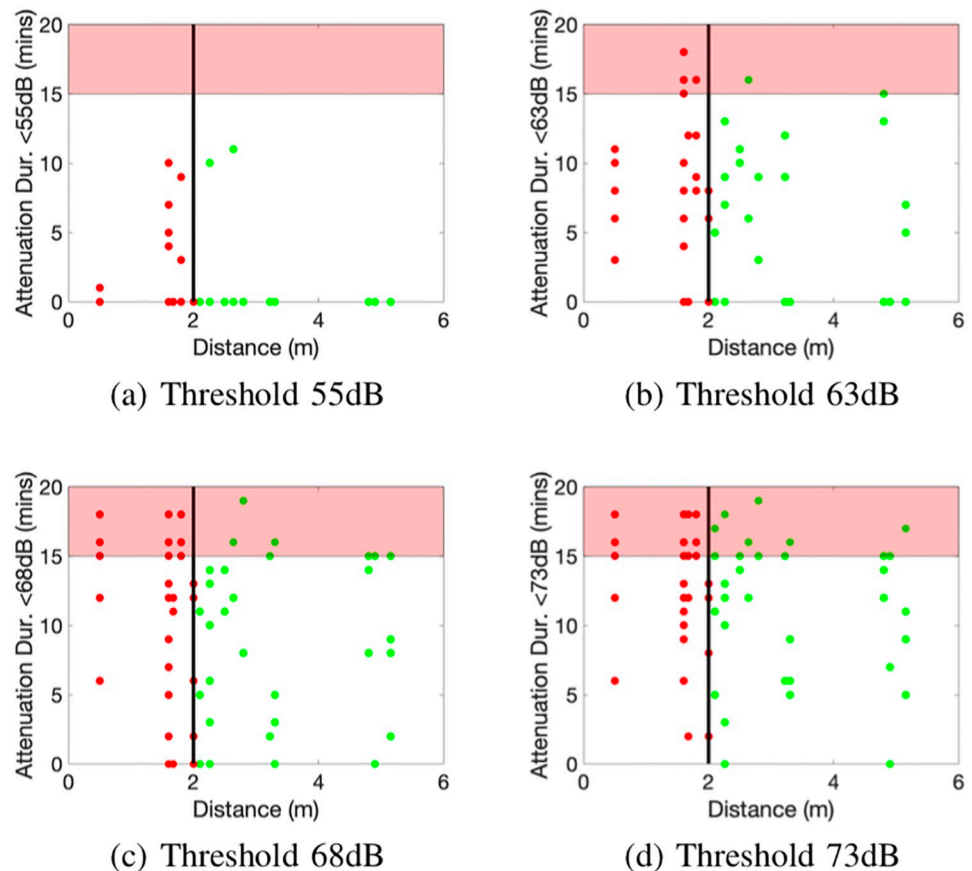 Attenuation Dur. <55dB (mins)
20
15
10
5
0
0 2 4 6
Distance (m)
(a) Threshold 55dB
Attenuation Dur. <63dB (mins)
20
15
10
5
0
0 2 4 6
Distance (m)
(b) Threshold 63dB
Attenuation Dur. <68dB (mins)
20
15
10
5
0
0 2 4 6
Distance (m)
(c) Threshold 68dB
Attenuation Dur. <73dB (mins)
20
15
10
5
0
0 2 4 6
Distance (m)
(d) Threshold 73dB